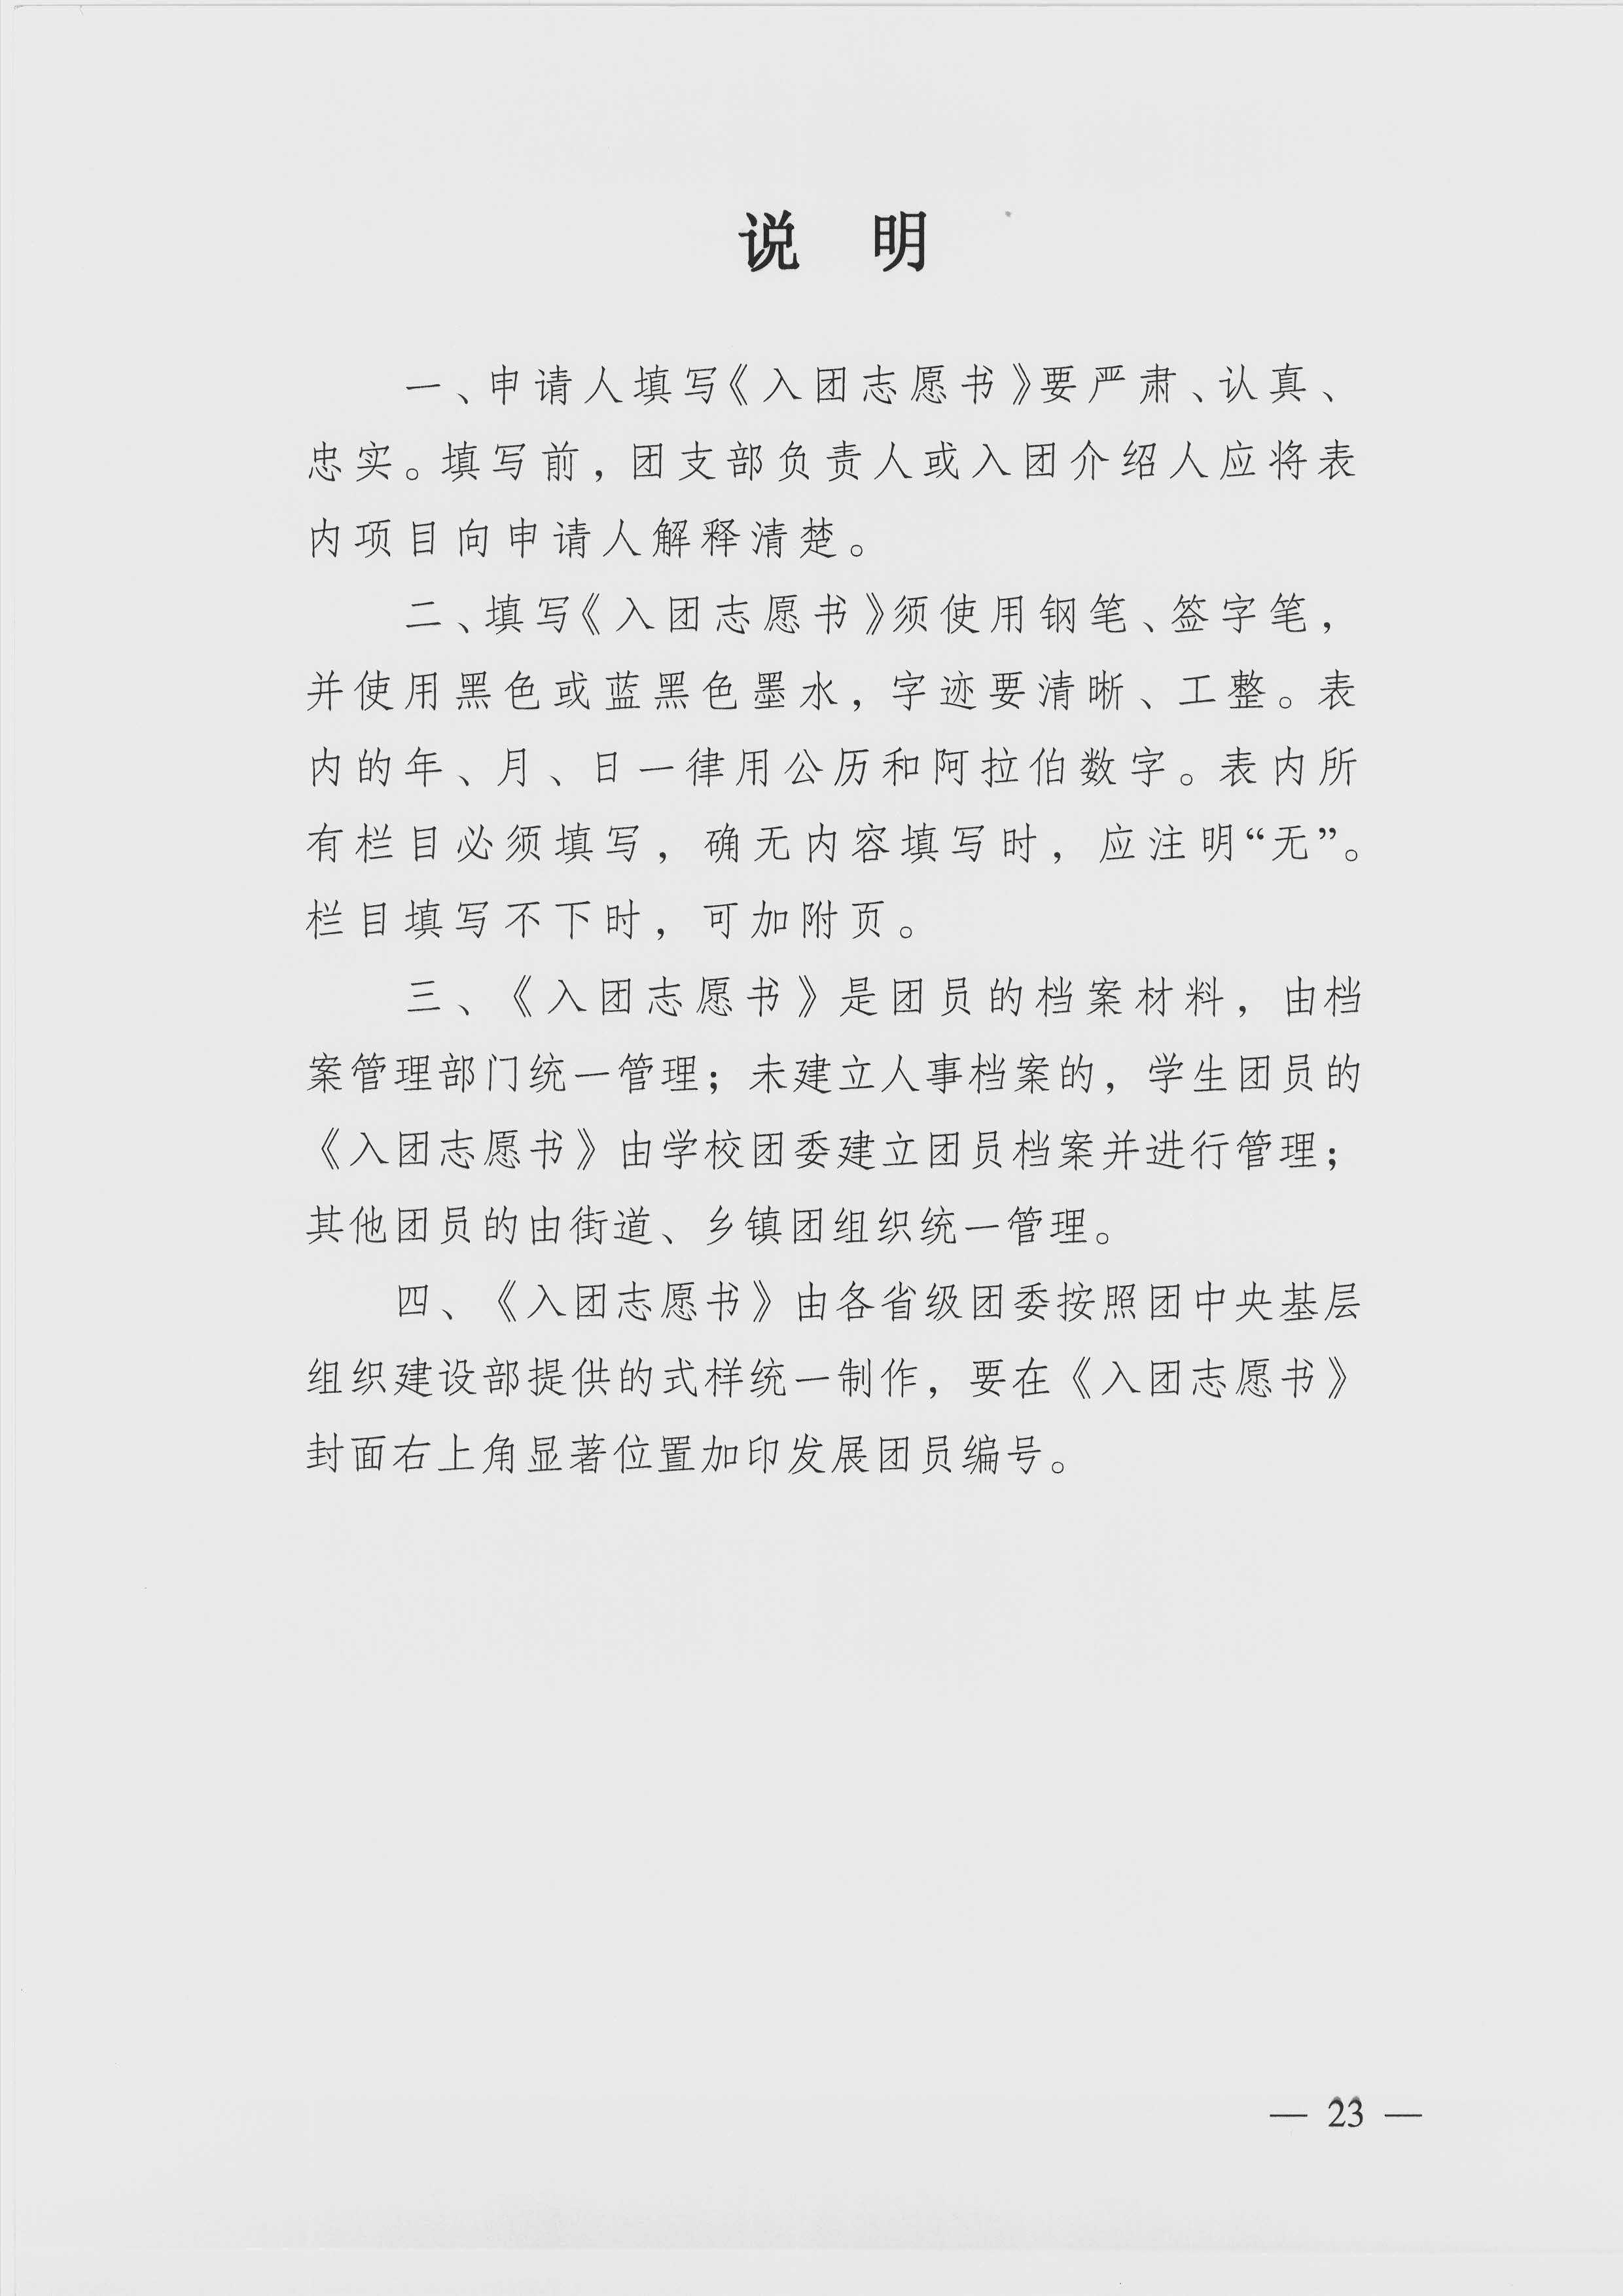 说 明
一、申请人填写《入团志愿书》要严肃、认真、
忠实。填写前，团支部负责人或入团介绍人应将表
内项目向申请人解释清楚。
二、填写《入团志愿书》须使用钢笔、签字笔，
并使用黑色或蓝黑色墨水，字迹要清晰、工整。表
内的年、月、日一律用公历和阿拉伯数字。表内所
有栏目必须填写，确无内容填写时，应注明“无”。
栏目填写不下时，可加附页。
三、《入团志愿书》是团员的档案材料，由档
案管理部门统一管理；未建立人事档案的，学生团员的
《入团志愿书》由学校团委建立团员档案并进行管理；
其他团员的由街道、乡镇团组织统一管理。
四、《入团志愿书》由各省级团委按照团中央基层
组织建设部提供的式样统一制作，要在《入团志愿书》
封面右上角显著位置加印发展团员编号。
— 23 —